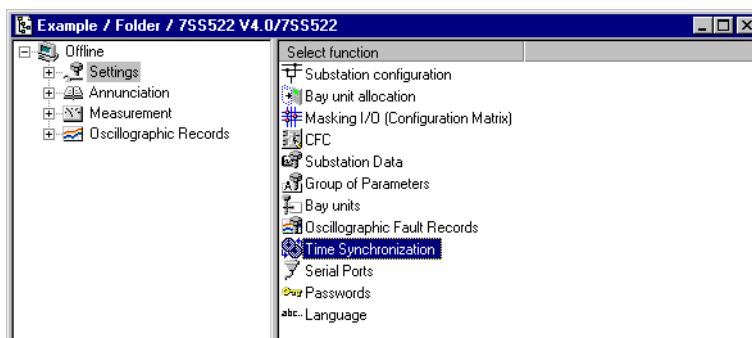 Example / Folder / 7SS522 V4.0/7SS522
Offline
Settings
Annunciation
Measurement
Oscillographic Records
Select function
Substation configuration
Bay unit allocation
Masking I/O (Configuration Matrix)
CFC
Substation Data
Group of Parameters
Bay units
Oscillographic Fault Records
Time Synchronization
Serial Ports
Passwords
abc.. Language